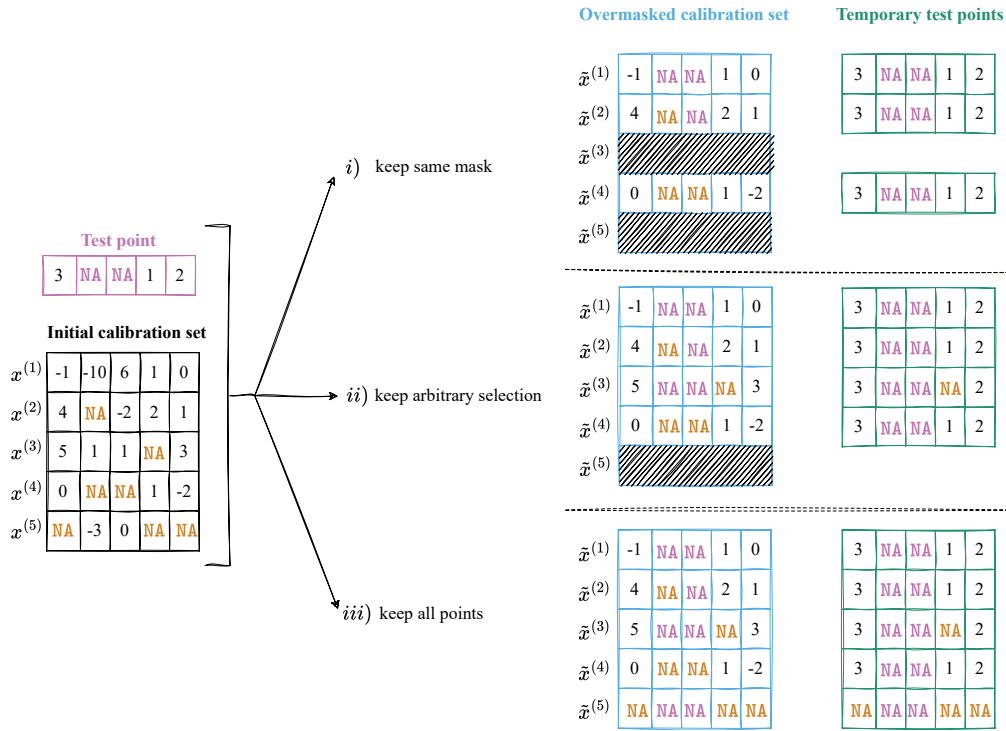 Overmasked calibration set Temporary test points
x̃⁽¹⁾ -1 NA NA 1 0 3 NA NA 1 2
x̃⁽²⁾ 4 NA NA 2 1 3 NA NA 1 2
x̃⁽³⁾
i) keep same mask
x̃⁽⁴⁾ 0 NA NA 1 -2 3 NA NA 1 2
x̃⁽⁵⁾
Test point
3 NA NA 1 2
Initial calibration set
x⁽¹⁾ -1 -10 6 1 0
x⁽²⁾ 4 NA -2 2 1
x⁽³⁾ 5 1 1 NA 3
x⁽⁴⁾ 0 NA NA 1 -2
x⁽⁵⁾ NA -3 0 NA NA
x̃⁽¹⁾ -1 NA NA 1 0 3 NA NA 1 2
x̃⁽²⁾ 4 NA NA 2 1 3 NA NA 1 2
x̃⁽³⁾ 5 NA NA NA 3 3 NA NA NA 2
ii) keep arbitrary selection
x̃⁽⁴⁾ 0 NA NA 1 -2 3 NA NA 1 2
x̃⁽⁵⁾
x̃⁽¹⁾ -1 NA NA 1 0 3 NA NA 1 2
x̃⁽²⁾ 4 NA NA 2 1 3 NA NA 1 2
iii) keep all points
x̃⁽³⁾ 5 NA NA NA 3 3 NA NA NA 2
x̃⁽⁴⁾ 0 NA NA 1 -2 3 NA NA 1 2
x̃⁽⁵⁾ NA NA NA NA NA NA NA NA NA NA